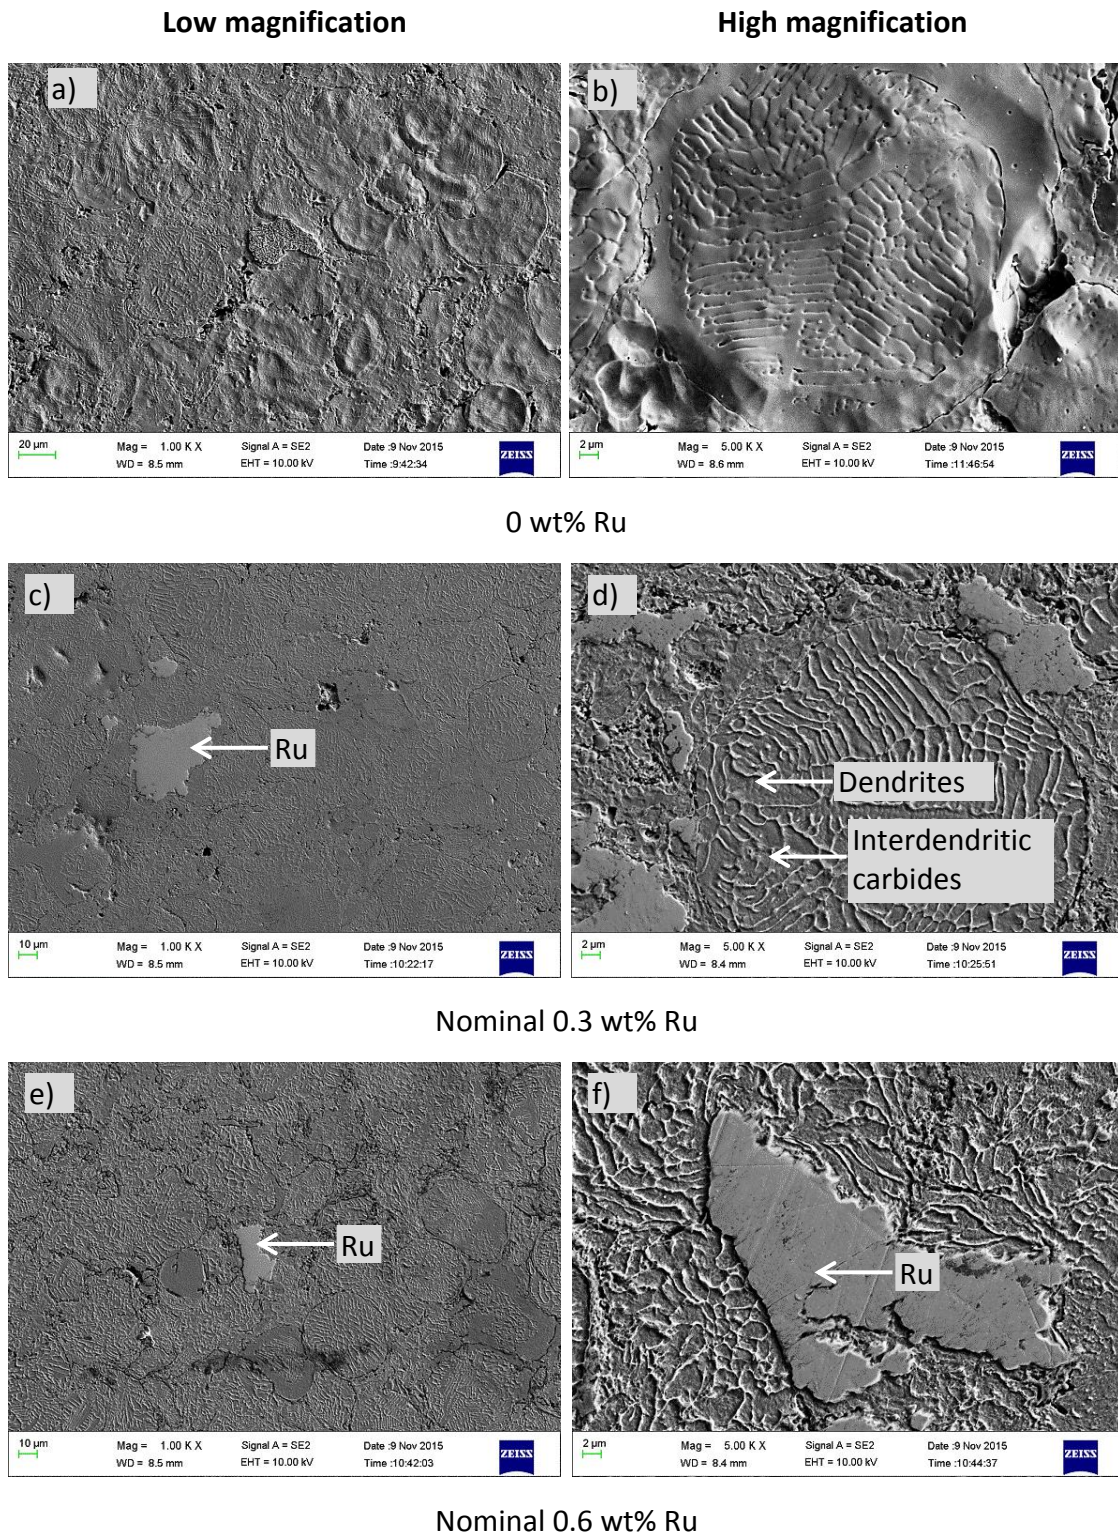 Low magnification
High magnification
a)
20 µm
Mag = 1.00 K X
Signal A = SE2
Date :9 Nov 2015
WD = 8.5 mm
EHT = 10.00 kV
Time :9:42:34
ZEISS
b)
2 µm
Mag = 5.00 K X
Signal A = SE2
Date :9 Nov 2015
WD = 8.6 mm
EHT = 10.00 kV
Time :11:46:54
ZEISS
0 wt% Ru
c)
Ru
10 µm
Mag = 1.00 K X
Signal A = SE2
Date :9 Nov 2015
WD = 8.5 mm
EHT = 10.00 kV
Time :10:22:17
ZEISS
d)
Dendrites
Interdendritic
carbides
2 µm
Mag = 5.00 K X
Signal A = SE2
Date :9 Nov 2015
WD = 8.4 mm
EHT = 10.00 kV
Time :10:25:51
ZEISS
Nominal 0.3 wt% Ru
e)
Ru
10 µm
Mag = 1.00 K X
Signal A = SE2
Date :9 Nov 2015
WD = 8.5 mm
EHT = 10.00 kV
Time :10:42:03
ZEISS
f)
Ru
2 µm
Mag = 5.00 K X
Signal A = SE2
Date :9 Nov 2015
WD = 8.4 mm
EHT = 10.00 kV
Time :10:44:37
ZEISS
Nominal 0.6 wt% Ru